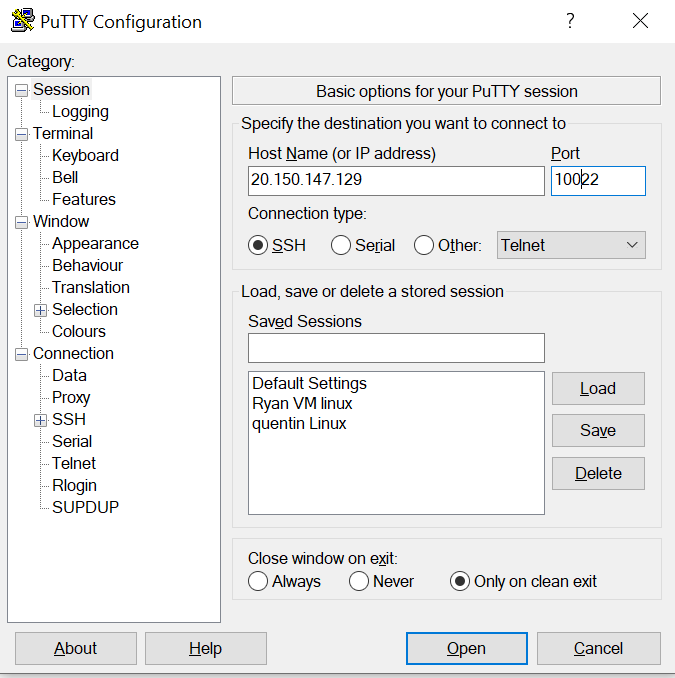 PuTTY Configuration
?
Category:
Session
Logging
Terminal
Keyboard
Bell
Features
Window
Appearance
Behaviour
Translation
Selection
Colours
Connection
Data
Proxy
SSH
Serial
Telnet
Rlogin
SUPDUP
Basic options for your PuTTY session
Specify the destination you want to connect to
Host Name (or IP address) Port
20.150.147.129 10022
Connection type:
SSH Serial Other: Telnet
Load, save or delete a stored session
Saved Sessions
Default Settings
Ryan VM linux
quentin Linux
Load
Save
Delete
Close window on exit:
Always Never Only on clean exit
About Help Open Cancel